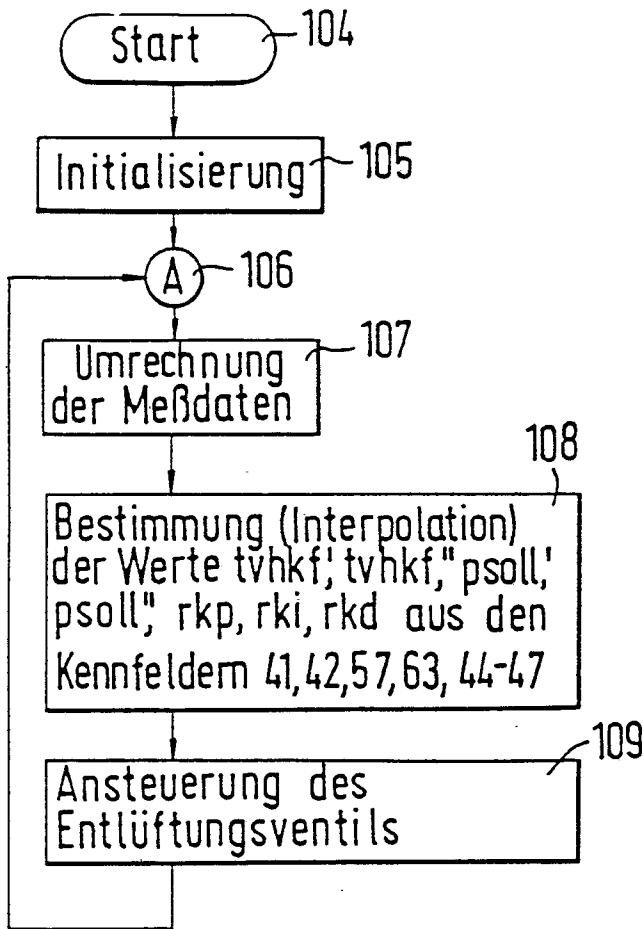 Start
104
Initialisierung
105
A
106
Umrechnung
der Meßdaten
107
108
Bestimmung (Interpolation)
der Werte tvhkf,' tvhkf," psoll,'
psoll," rkp, rki, rkd aus den
Kennfeldern 41,42,57,63, 44-47
109
Ansteuerung des
Entlüftungsventils